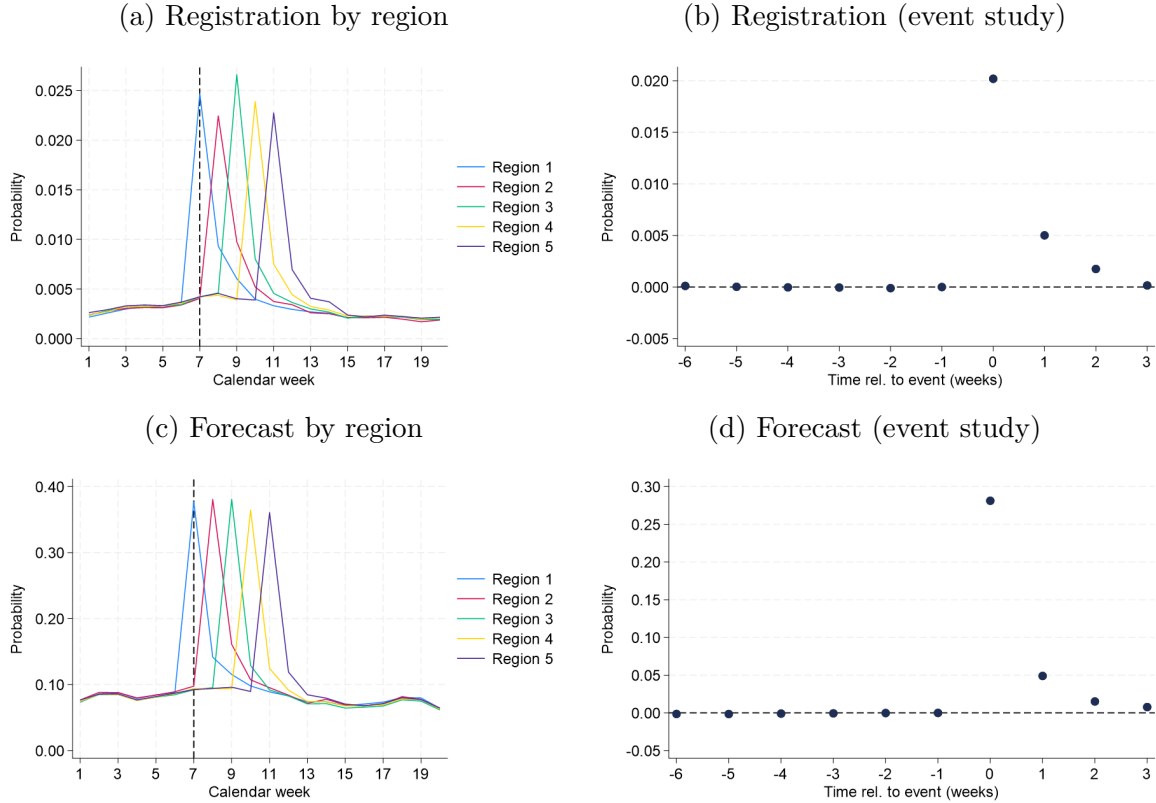 (a) Registration by region
Probability
0.025
0.020
0.015
0.010
0.005
0.000
1 3 5 7 9 11 13 15 17 19
Calendar week
Region 1
Region 2
Region 3
Region 4
Region 5
(b) Registration (event study)
Probability
0.020
0.015
0.010
0.005
0.000
-0.005
-6 -5 -4 -3 -2 -1 0 1 2 3
Time rel. to event (weeks)
(c) Forecast by region
Probability
0.40
0.30
0.20
0.10
0.00
1 3 5 7 9 11 13 15 17 19
Calendar week
Region 1
Region 2
Region 3
Region 4
Region 5
(d) Forecast (event study)
Probability
0.30
0.25
0.20
0.15
0.10
0.05
0.00
-0.05
-6 -5 -4 -3 -2 -1 0 1 2 3
Time rel. to event (weeks)